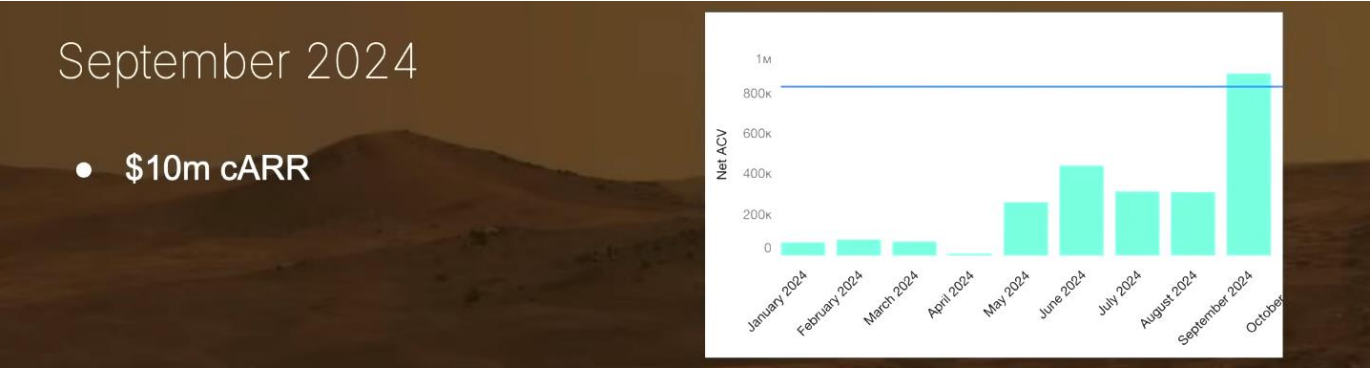 September 2024
● $10m cARR
Net ACV
1M
800K
600K
400K
200K
0
January 2024
February 2024
March 2024
April 2024
May 2024
June 2024
July 2024
August 2024
September 2024
October